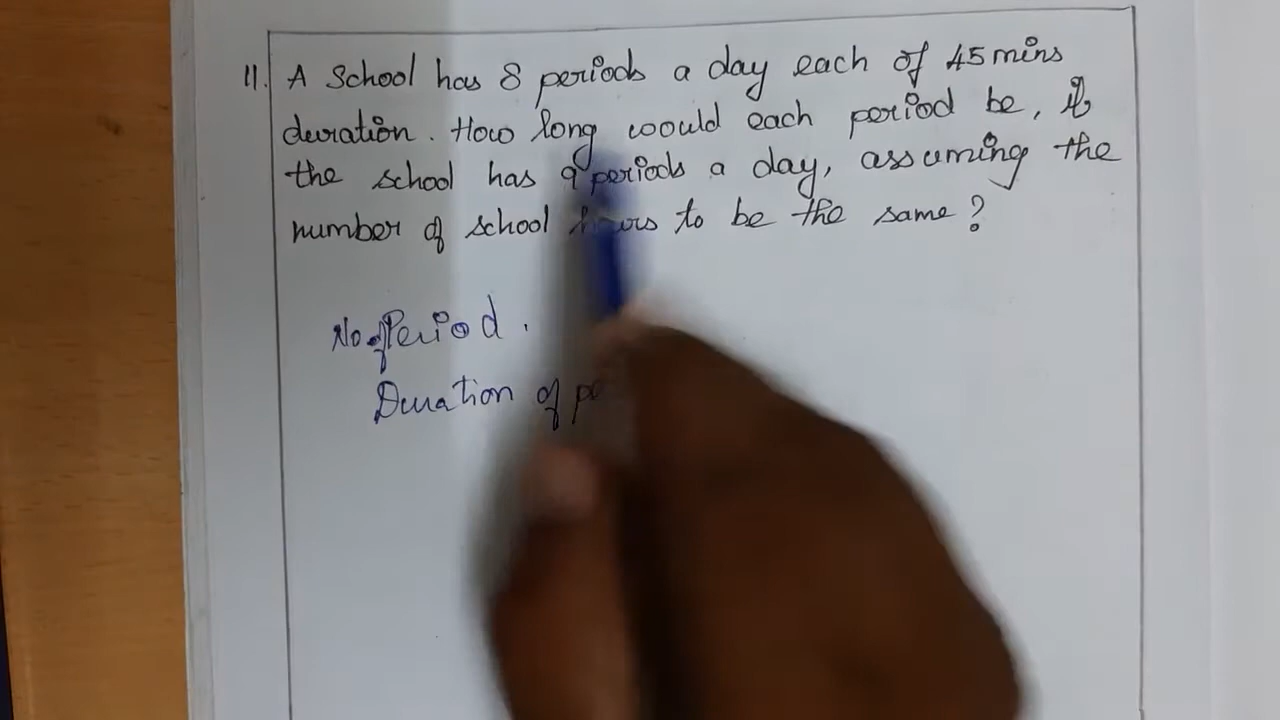 11. A School has 8 periods a day each of 45 mins
duration. How long would each period be, if
the school has 9 periods a day, assuming the
number of school hours to be the same?
No. of Period.
Duration of pe